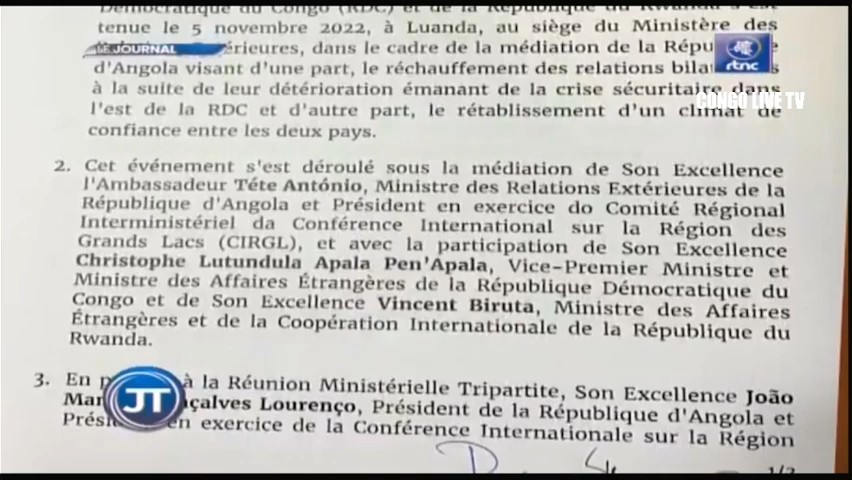 Démocratique du Congo (RDC) et de la République du Rwanda s'est
tenue le 5 novembre 2022, à Luanda, au siège du Ministère des
LE JOURNAL
érieures, dans le cadre de la médiation de la Répu e
rtnc
d'Angola visant d'une part, le réchauffement des relations bila s
à la suite de leur détérioration émanant de la crise sécuritaire dans
CONGO LIVE TV
l'est de la RDC et d'autre part, le rétablissement d'un climat de
confiance entre les deux pays.
2. Cet événement s'est déroulé sous la médiation de Son Excellence
l'Ambassadeur Téte António, Ministre des Relations Extérieures de la
République d'Angola et Président en exercice do Comité Régional
Interministériel da Conférence International sur la Région des
Grands Lacs (CIRGL), et avec la participation de Son Excellence
Christophe Lutundula Apala Pen'Apala, Vice-Premier Ministre et
Ministre des Affaires Étrangères de la République Démocratique du
Congo et de Son Excellence Vincent Biruta, Ministre des Affaires
Étrangères et de la Coopération Internationale de la République du
Rwanda.
3. En p à la Réunion Ministérielle Tripartite, Son Excellence João
JT
Man çalves Lourenço, Président de la République d'Angola et
Prési en exercice de la Conférence Internationale sur la Région
1/2